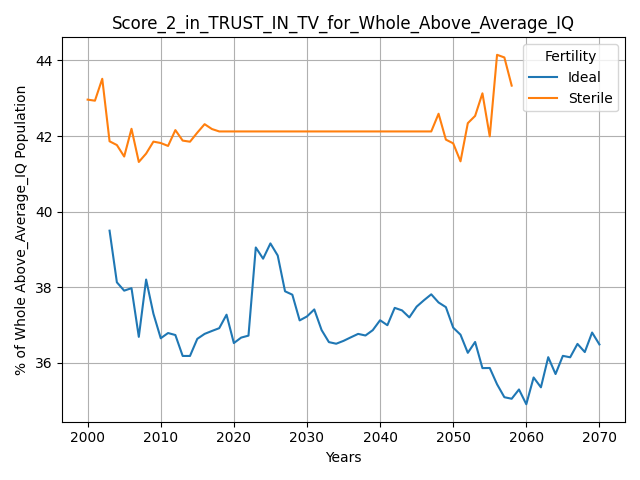 Score_2_in_TRUST_IN_TV_for_Whole_Above_Average_IQ
Fertility
Ideal
Sterile
% of Whole Above_Average_IQ Population
44
42
40
38
36
2000
2010
2020
2030
2040
2050
2060
2070
Years